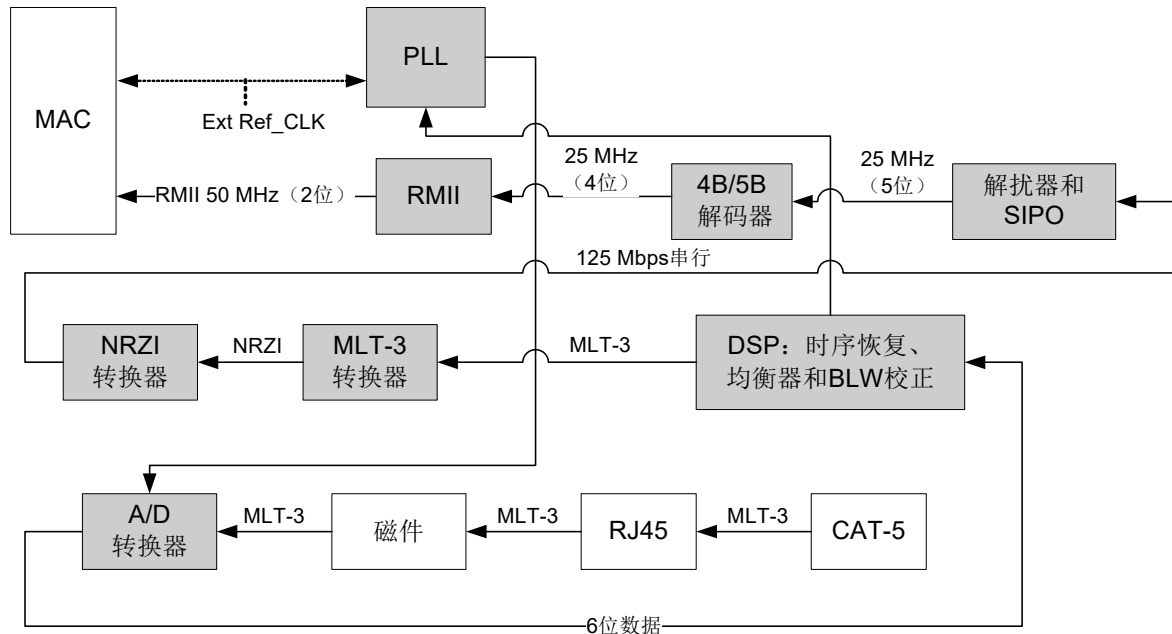 PLL
MAC
Ext Ref_CLK
RMII 50 MHz（2位）
RMII
25 MHz
（4位）
4B/5B
解码器
25 MHz
（5位）
解扰器和
SIPO
125 Mbps串行
NRZI
转换器
NRZI
MLT-3
转换器
MLT-3
DSP：时序恢复、
均衡器和BLW校正
A/D
转换器
MLT-3
磁件
MLT-3
RJ45
MLT-3
CAT-5
6位数据